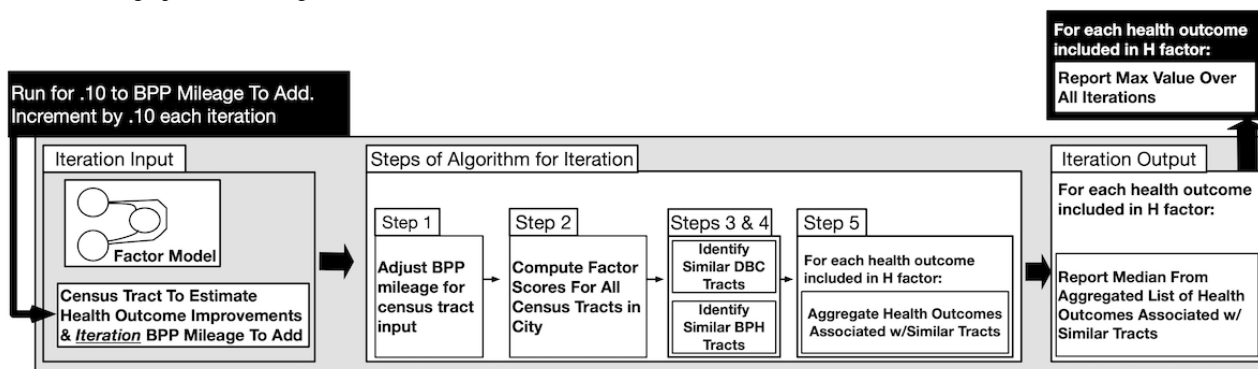 For each health outcome
included in H factor:
Report Max Value Over
All Iterations
Run for .10 to BPP Mileage To Add.
Increment by .10 each iteration
Iteration Input
Factor Model
Census Tract To Estimate
Health Outcome Improvements
& Iteration BPP Mileage To Add
Steps of Algorithm for Iteration
Step 1
Adjust BPP
mileage for
census tract
input
Step 2
Compute Factor
Scores For All
Census Tracts in
City
Steps 3 & 4
Identify
Similar DBC
Tracts
Identify
Similar BPH
Tracts
Step 5
For each health outcome
included in H factor:
Aggregate Health Outcomes
Associated w/Similar Tracts
Iteration Output
For each health outcome
included in H factor:
Report Median From
Aggregated List of Health
Outcomes Associated w/
Similar Tracts